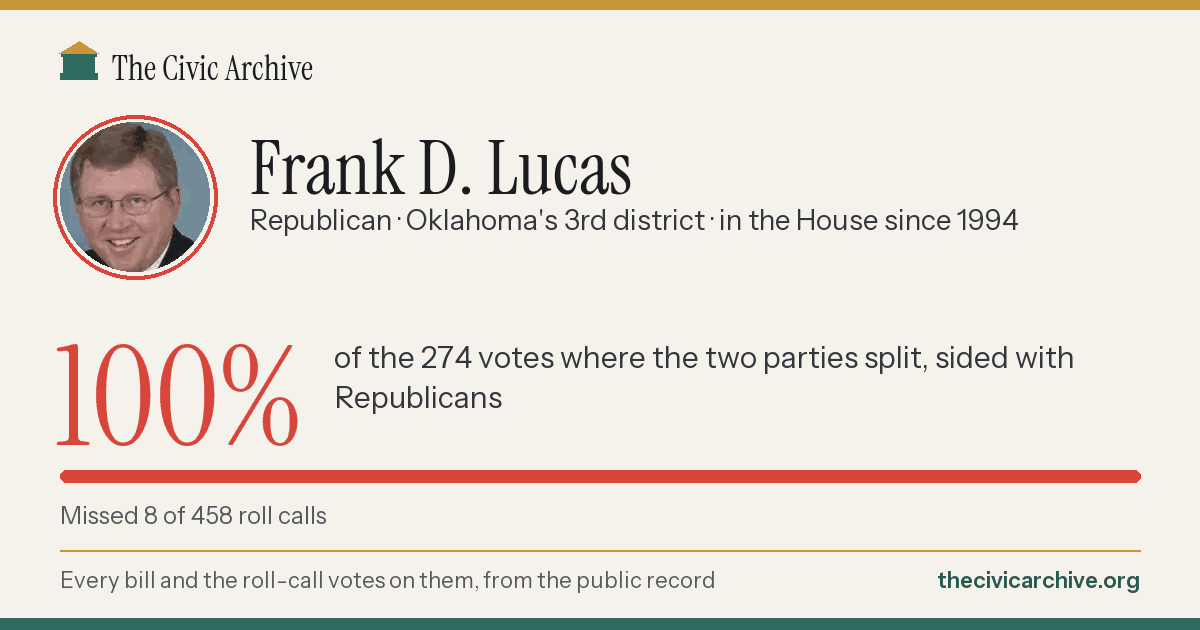 The Civic Archive
Frank D. Lucas
Republican · Oklahoma's 3rd district · in the House since 1994
100%
of the 274 votes where the two parties split, sided with
Republicans
Missed 8 of 458 roll calls
Every bill and the roll-call votes on them, from the public record
thecivicarchive.org